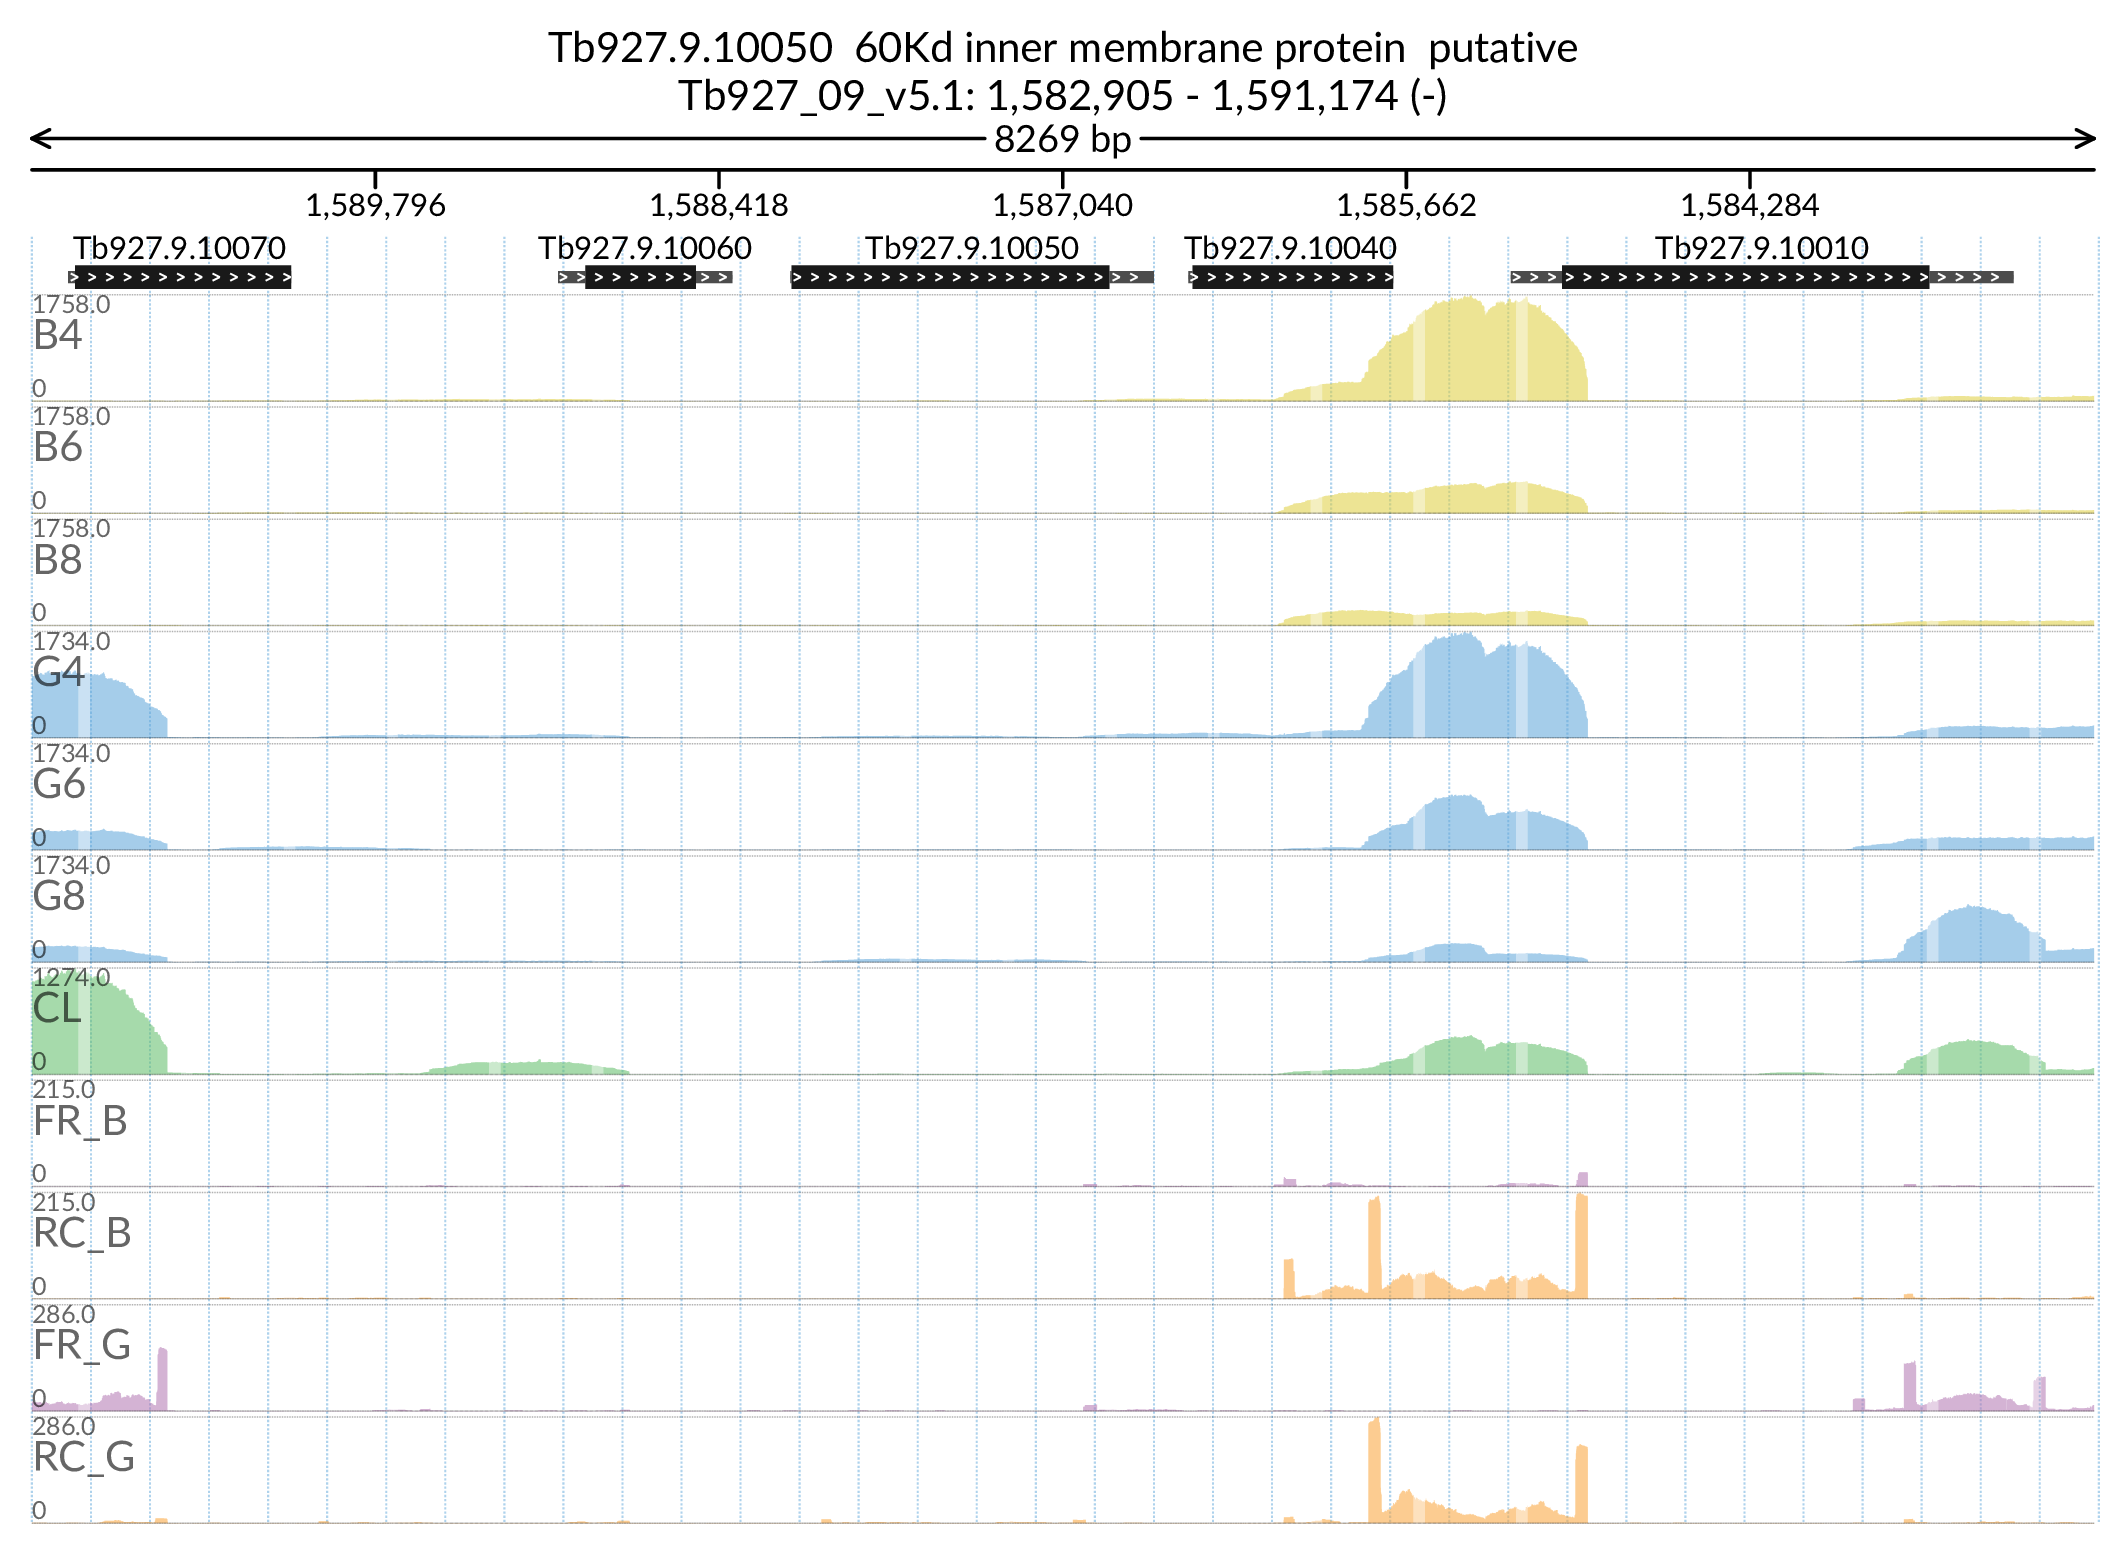 Tb927.9.10050  60Kd inner membrane protein  putative
Tb927_09_v5.1: 1,582,905 - 1,591,174 (-)
8269 bp
1,589,796 1,588,418 1,587,040 1,585,662 1,584,284
Tb927.9.10070 Tb927.9.10060 Tb927.9.10050 Tb927.9.10040 Tb927.9.10010
1758.0
B4
0
1758.0
B6
0
1758.0
B8
0
1734.0
G4
0
1734.0
G6
0
1734.0
G8
0
1274.0
CL
0
215.0
FR_B
0
215.0
RC_B
0
286.0
FR_G
0
286.0
RC_G
0